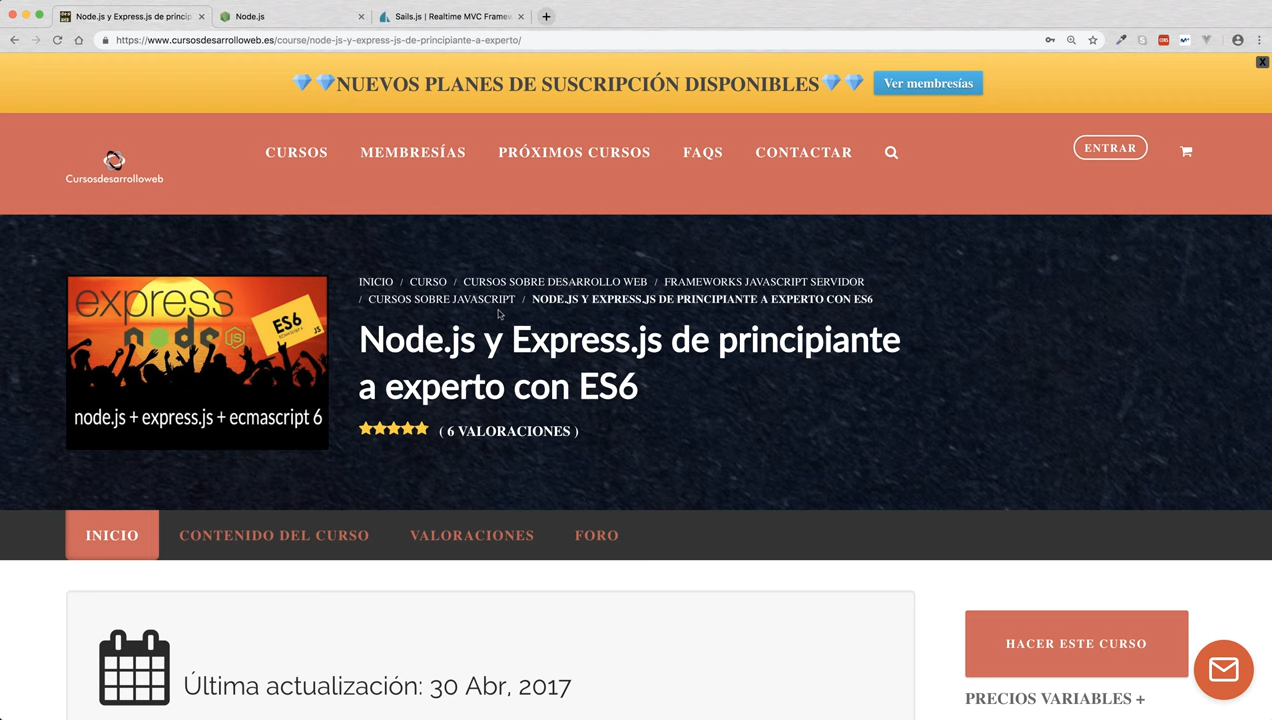 Node.js y Express.js de princip
Node.js
Sails.js | Realtime MVC Framew
https://www.cursosdesarrolloweb.es/course/node-js-y-express-js-de-principiante-a-experto/
NUEVOS PLANES DE SUSCRIPCIÓN DISPONIBLES
Ver membresías
X
Cursosdesarrolloweb
CURSOS
MEMBRESÍAS
PRÓXIMOS CURSOS
FAQS
CONTACTAR
ENTRAR
express
node
JS
ES6
ECMASCRIPT 6
JS
node.js + express.js + ecmascript 6
INICIO / CURSO / CURSOS SOBRE DESARROLLO WEB / FRAMEWORKS JAVASCRIPT SERVIDOR
/ CURSOS SOBRE JAVASCRIPT / NODE.JS Y EXPRESS.JS DE PRINCIPIANTE A EXPERTO CON ES6
Node.js y Express.js de principiante
a experto con ES6
( 6 VALORACIONES )
INICIO
CONTENIDO DEL CURSO
VALORACIONES
FORO
Última actualización: 30 Abr, 2017
HACER ESTE CURSO
PRECIOS VARIABLES +